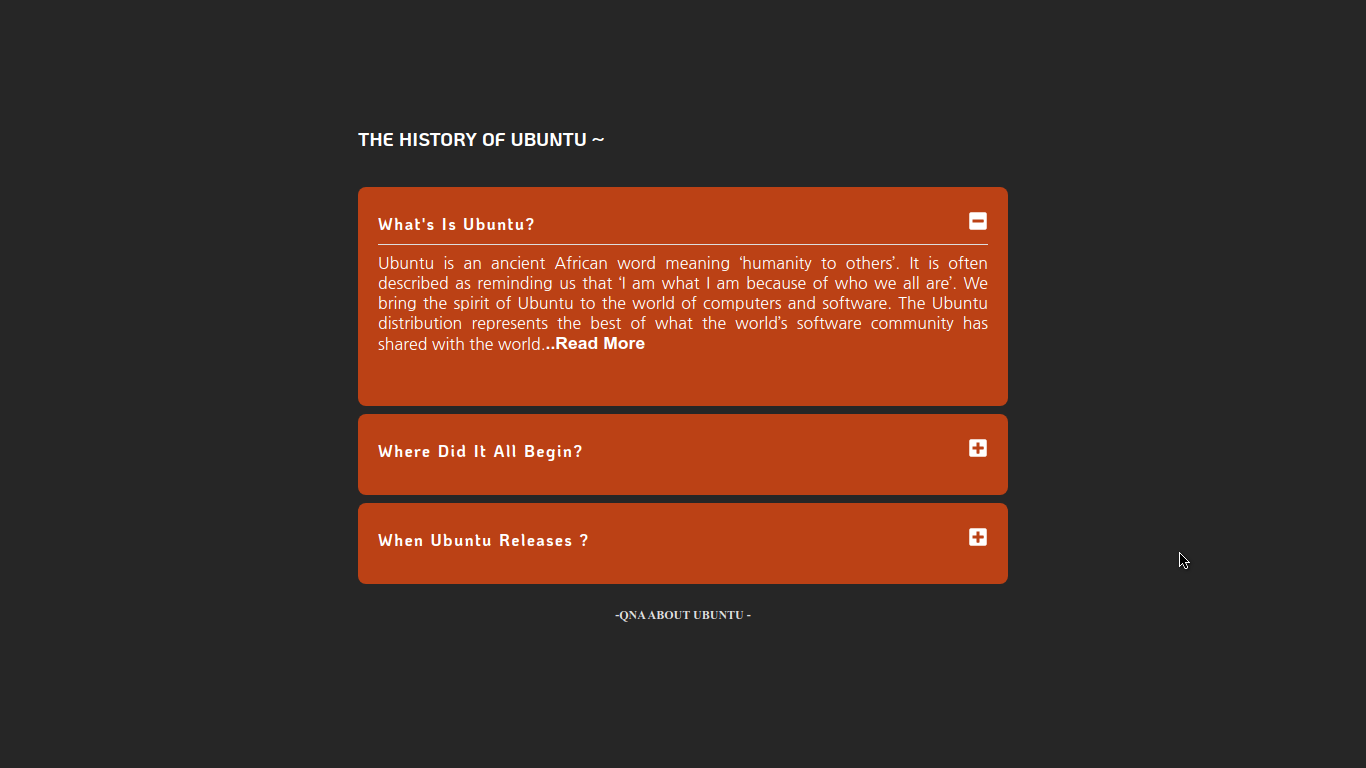 THE HISTORY OF UBUNTU ~
What's Is Ubuntu?
Ubuntu is an ancient African word meaning ‘humanity to others’. It is often
described as reminding us that ‘I am what I am because of who we all are’. We
bring the spirit of Ubuntu to the world of computers and software. The Ubuntu
distribution represents the best of what the world’s software community has
shared with the world...Read More
Where Did It All Begin?
When Ubuntu Releases ?
-QNA ABOUT UBUNTU -